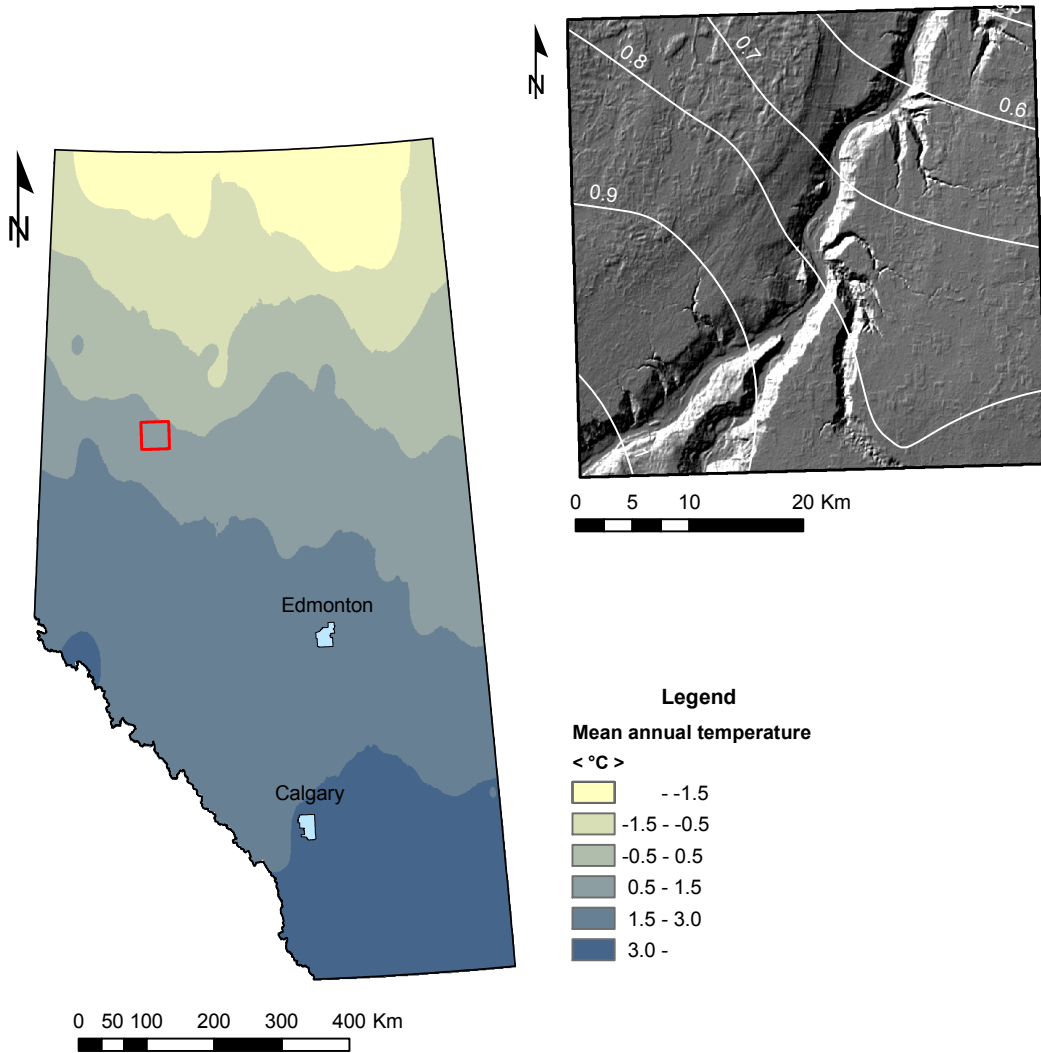 N
N
0.8
0.7
0.6
0.9
0 5 10 20 Km
Edmonton
Calgary
Legend
Mean annual temperature
< °C >
- -1.5
-1.5 - -0.5
-0.5 - 0.5
0.5 - 1.5
1.5 - 3.0
3.0 -
0 50 100 200 300 400 Km